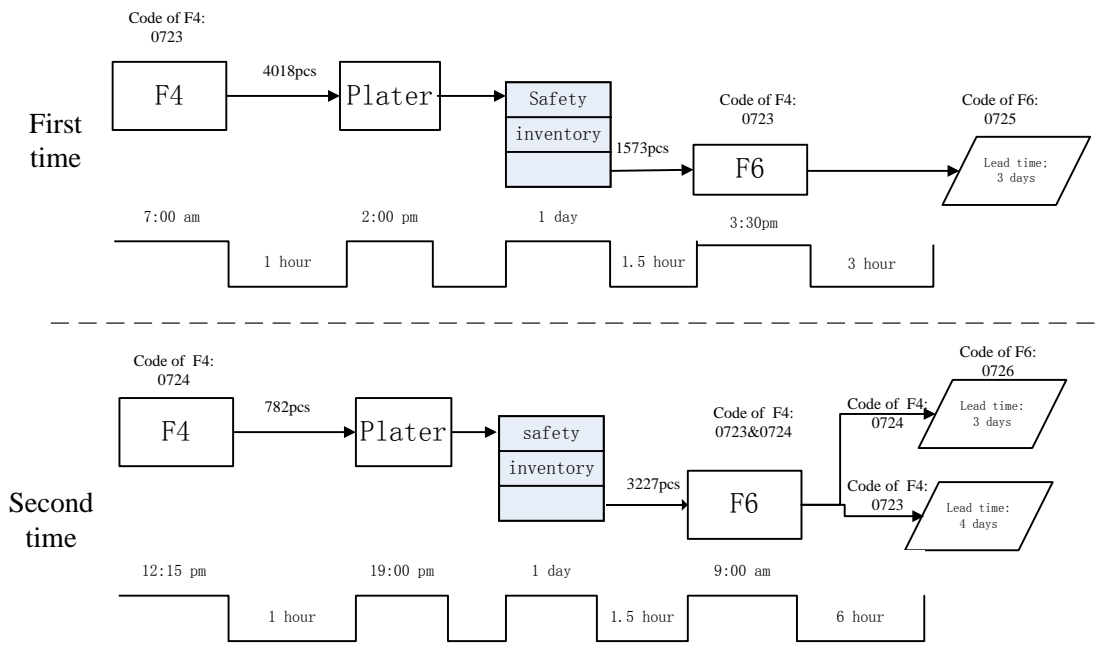 Code of F4:
0723
4018pcs
F4
Plater
Safety
inventory
1573pcs
Code of F4:
0723
F6
Code of F6:
0725
Lead time;
3 days
First
time
7:00 am
1 hour
2:00 pm
1 day
1.5 hour
3:30pm
3 hour
Code of F4:
0724
782pcs
F4
Plater
safety
inventory
3227pcs
Code of F4:
0723&0724
F6
Code of F4:
0724
Code of F6:
0726
Lead time:
3 days
Code of F4:
0723
Lead time:
4 days
Second
time
12:15 pm
1 hour
19:00 pm
1 day
1.5 hour
9:00 am
6 hour